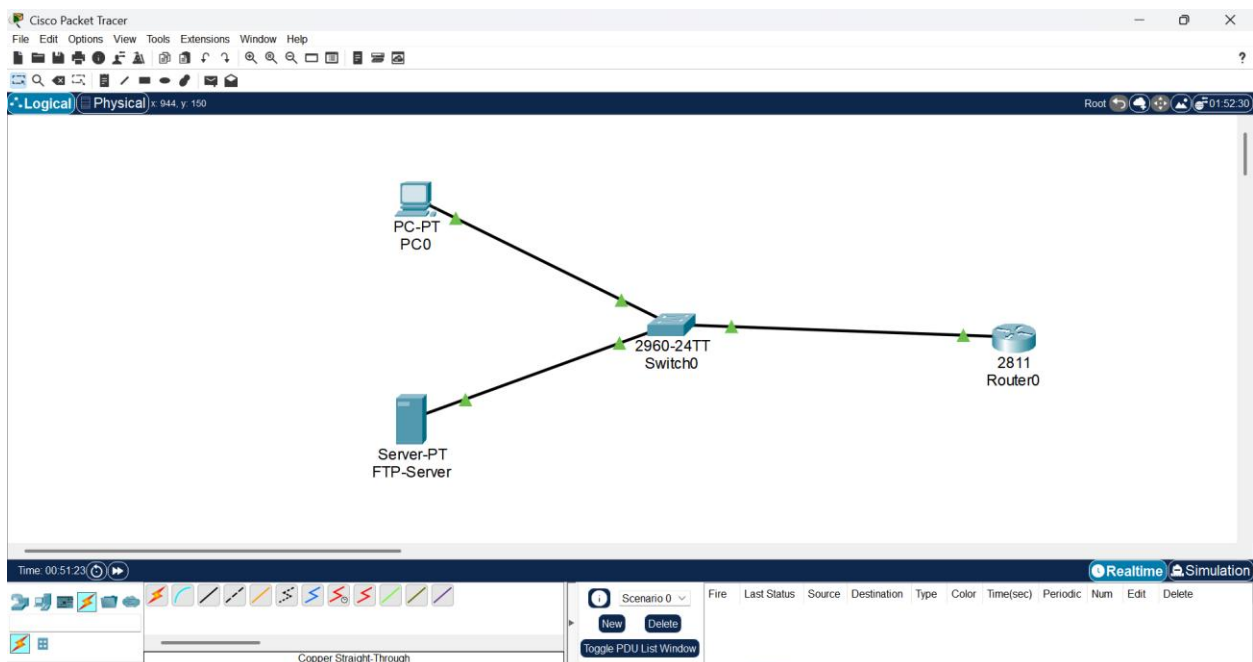 Cisco Packet Tracer
File Edit Options View Tools Extensions Window Help
?
Logical Physical x: 944, y: 150 Root 01:52:30
PC-PT
PC0
2960-24TT
Switch0
2811
Router0
Server-PT
FTP-Server
Time: 00:51:23 Realtime Simulation
Scenario 0 Fire Last Status Source Destination Type Color Time(sec) Periodic Num Edit Delete
New Delete
Toggle PDU List Window
Copper Straight-Through